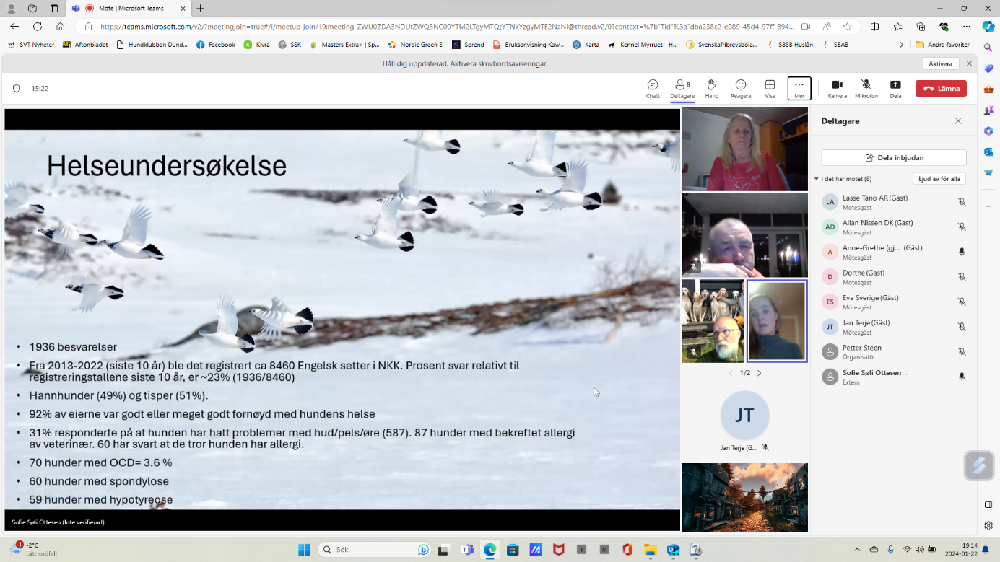 Möte | Microsoft Teams
https://teams.microsoft.com/v2/?meetingjoin=true#/l/meetup-join/19:meeting_ZWU0ZDA3NDUtZWQ3NC00YTM2LTgyMTQtYTNkYzgyMTE2NzNi@thread.v2/0?context=%7b"Tid"%3a"dba238c2-e089-45d4-97ff-894...
svt SVT Nyheter Aftonbladet Hundklubben Dund... Facebook Kivra SSK Mästers Extra+ | Sp... Nordic Green El Sprend Bruksanvisning Kaw... Karta Kennel Myrruet - H... Svenskafribrevsbola... SBSB Huslån SBAB Andra favoriter
Håll dig uppdaterad. Aktivera skrivbordsaviseringar. Aktivera
15:22
8
Chatt Deltagare Hand Reagera Visa Mer Kamera Mikrofon Dela Lämna
Helseundersøkelse
• 1936 besvarelser
• Fra 2013-2022 (siste 10 år) ble det registrert ca 8460 Engelsk setter i NKK. Prosent svar relativt til
registreringstallene siste 10 år, er ~23% (1936/8460)
• Hannhunder (49%) og tisper (51%).
• 92% av eierne var godt eller meget godt fornøyd med hundens helse
• 31% responderte på at hunden har hatt problemer med hud/pels/øre (587). 87 hunder med bekreftet allergi
av veterinær. 60 har svart at de tror hunden har allergi.
• 70 hunder med OCD= 3.6 %
• 60 hunder med spondylose
• 59 hunder med hypotyreose
Sofie Søli Ottesen (Inte verifierad)
1/2
JT
Jan Terje (G...
Deltagare
Dela inbjudan
I det här mötet (8) Ljud av för alla
LA Lasse Tano AR (Gäst)
Mötesgäst
AD Allan Nissen DK (Gäst)
Mötesgäst
A Anne-Grethe (gj... (Gäst)
Mötesgäst
D Dorthe (Gäst)
Mötesgäst
ES Eva Sverige (Gäst)
Mötesgäst
JT Jan Terje (Gäst)
Mötesgäst
Petter Steen
Organisatör
Sofie Søli Ottesen ...
Extern
1
-2°C
Lätt snöfall
Sök
Y
M
NEW
19:14
2024-01-22